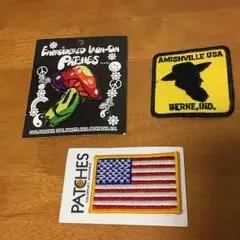 EMBROIDERED IRON-ON
PATCHES
AMISHVILLE USA
BERNE, IND.
PATCHES